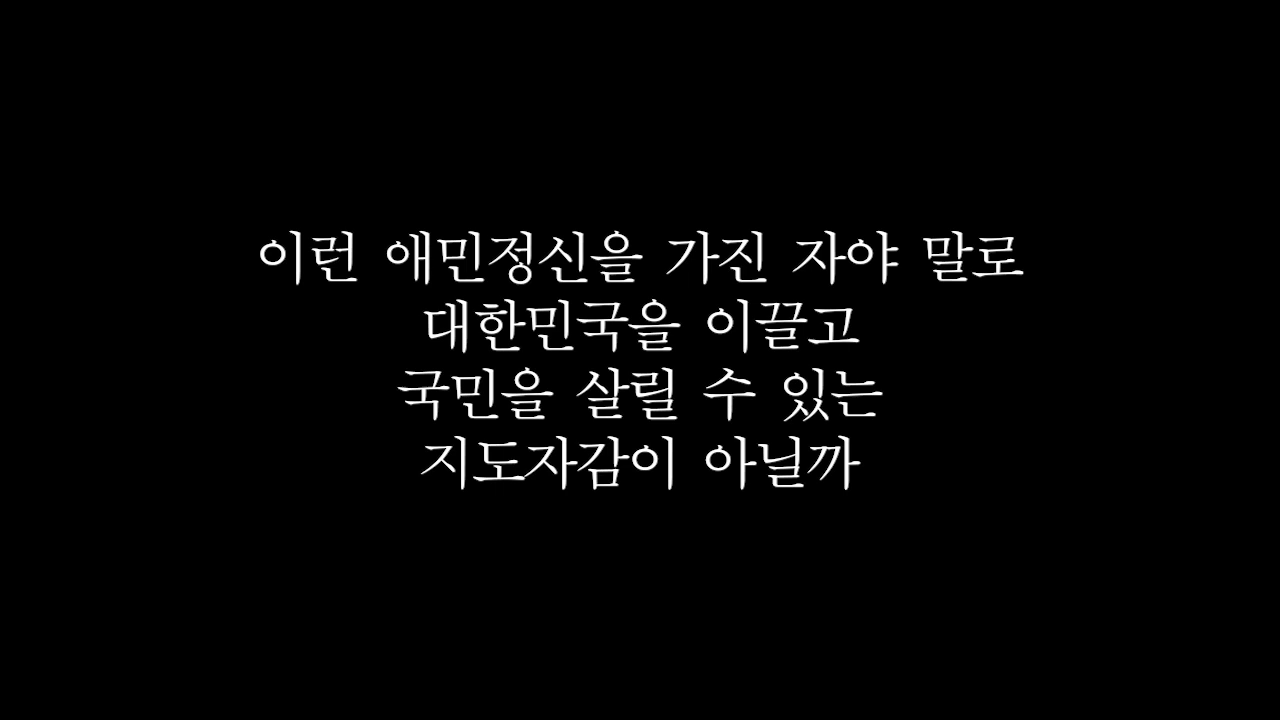 이런 애민정신을 가진 자야 말로
대한민국을 이끌고
국민을 살릴 수 있는
지도자감이 아닐까